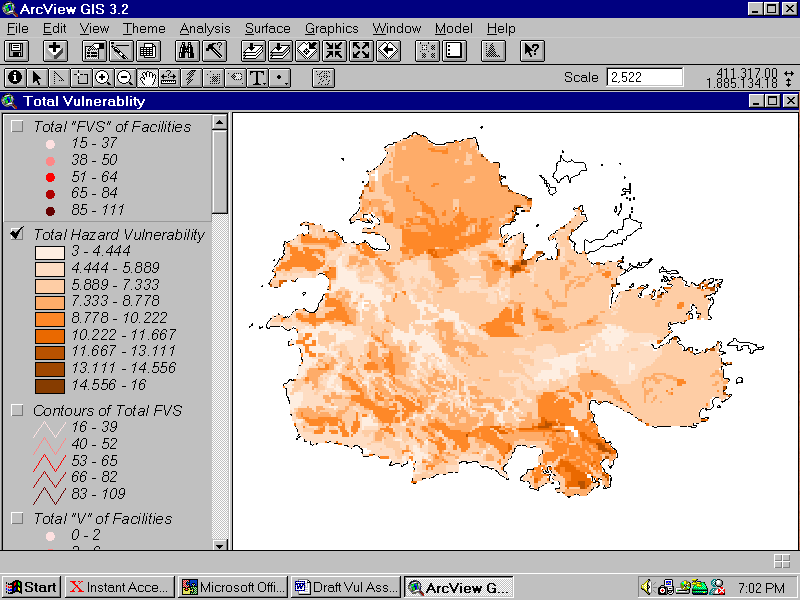 ArcView GIS 3.2
File Edit View Theme Analysis Surface Graphics Window Model Help
Scale 2,522
411,317.00
1,885,134.18
Total Vulnerablity
Total "FVS" of Facilities
15 - 37
38 - 50
51 - 64
65 - 84
85 - 111
Total Hazard Vulnerability
3 - 4.444
4.444 - 5.889
5.889 - 7.333
7.333 - 8.778
8.778 - 10.222
10.222 - 11.667
11.667 - 13.111
13.111 - 14.556
14.556 - 16
Contours of Total FVS
16 - 39
40 - 52
53 - 65
66 - 82
83 - 109
Total "V" of Facilities
0 - 2
Start Instant Acce... Microsoft Offi... Draft Vul Ass... ArcView G... 7:02 PM